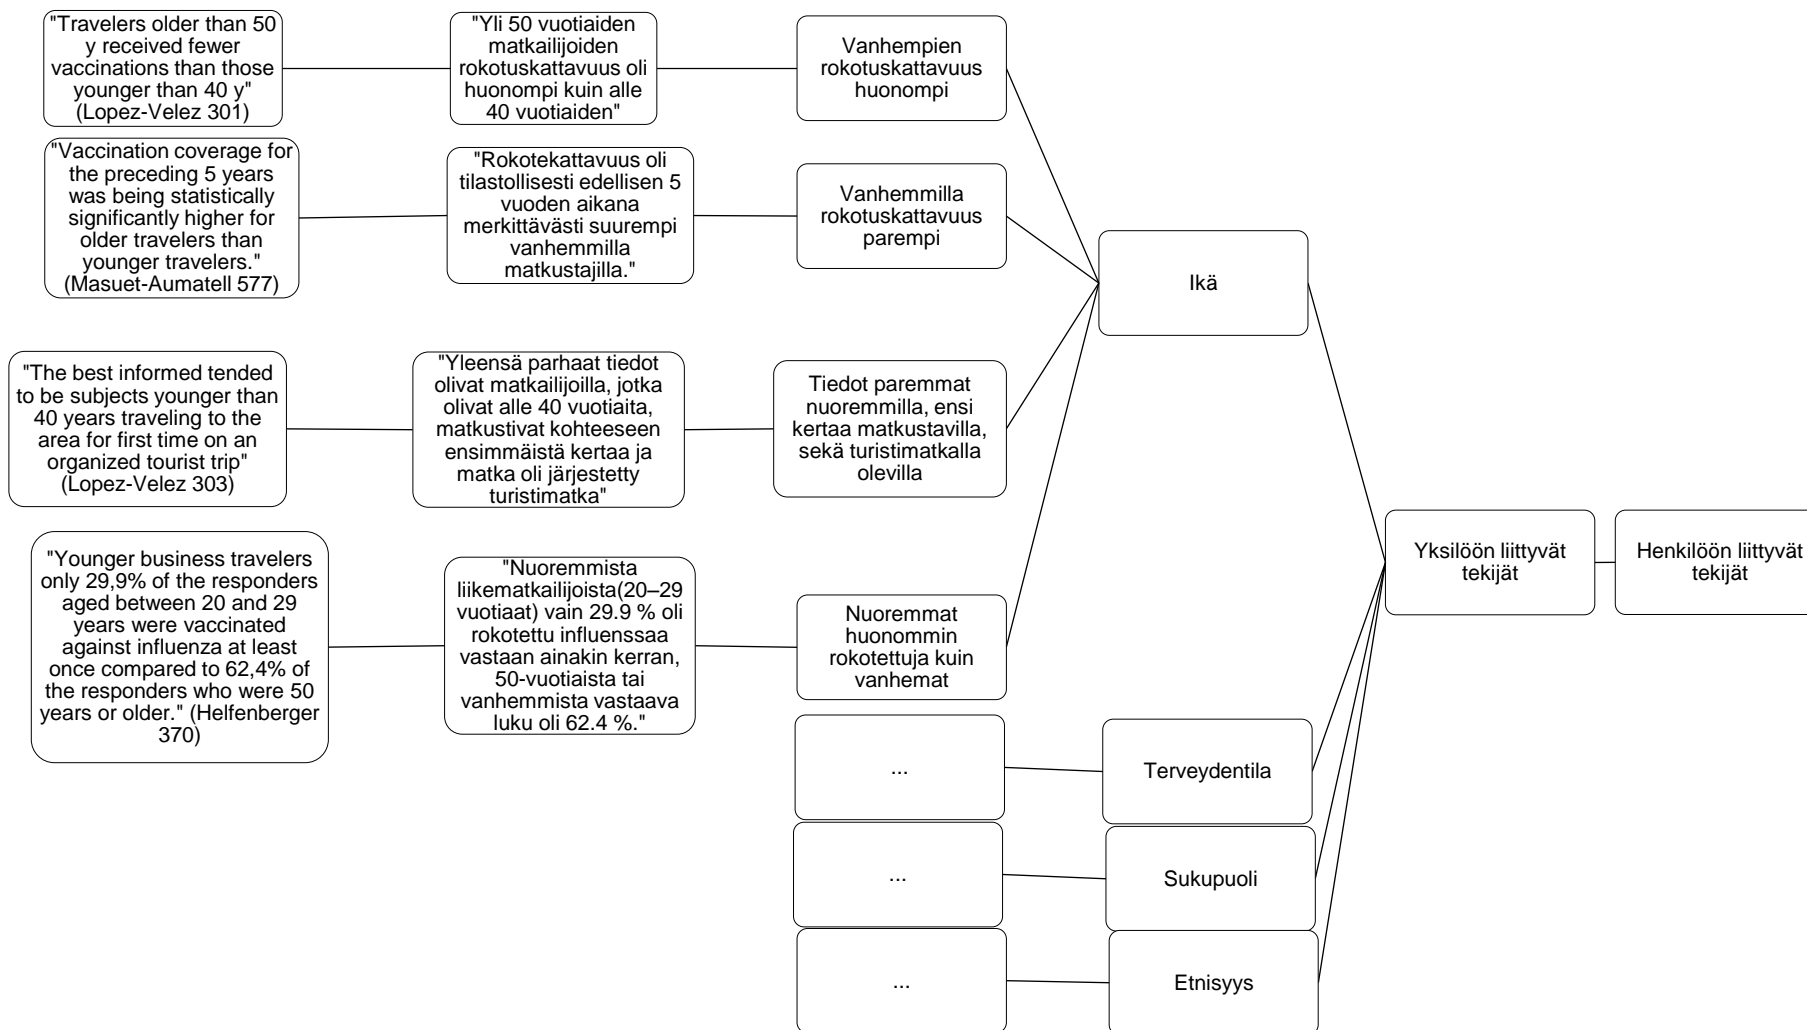 "Travelers older than 50
y received fewer
vaccinations than those
younger than 40 y"
(Lopez-Velez 301)
"Yli 50 vuotiaiden
matkailijoiden
rokotuskattavuus oli
huonompi kuin alle
40 vuotiaiden"
Vanhempien
rokotuskattavuus
huonompi
"Vaccination coverage for
the preceding 5 years
was being statistically
significantly higher for
older travelers than
younger travelers."
(Masuet-Aumatell 577)
"Rokotekattavuus oli
tilastollisesti edellisen 5
vuoden aikana
merkittävästi suurempi
vanhemmilla
matkustajilla."
Vanhemmilla
rokotuskattavuus
parempi
Ikä
"The best informed tended
to be subjects younger than
40 years traveling to the
area for first time on an
organized tourist trip"
(Lopez-Velez 303)
"Yleensä parhaat tiedot
olivat matkailijoilla, jotka
olivat alle 40 vuotiaita,
matkustivat kohteeseen
ensimmäistä kertaa ja
matka oli järjestetty
turistimatka"
Tiedot paremmat
nuoremmilla, ensi
kertaa matkustavilla,
sekä turistimatkalla
olevilla
"Younger business travelers
only 29,9% of the responders
aged between 20 and 29
years were vaccinated
against influenza at least
once compared to 62,4% of
the responders who were 50
years or older." (Helfenberger
370)
"Nuoremmista
liikematkailijoista(20–29
vuotiaat) vain 29.9 % oli
rokotettu influenssaa
vastaan ainakin kerran,
50-vuotiaista tai
vanhemmista vastaava
luku oli 62.4 %."
Nuoremmat
huonommin
rokotettuja kuin
vanhemat
Yksilöön liittyvät
tekijät
Henkilöön liittyvät
tekijät
...
Terveydentila
...
Sukupuoli
...
Etnisyys